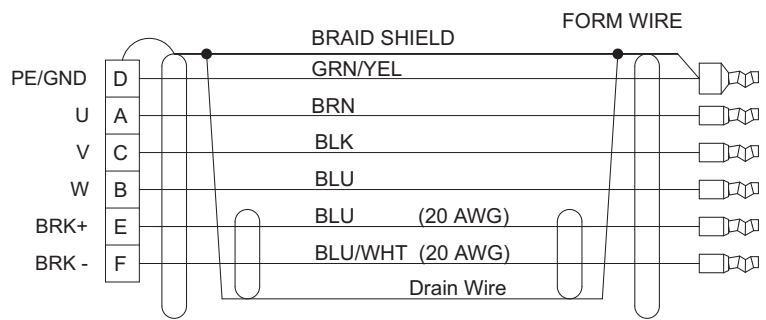 FORM WIRE
BRAID SHIELD
PE/GND D GRN/YEL
U A BRN
V C BLK
W B BLU
BRK+ E BLU (20 AWG)
BRK - F BLU/WHT (20 AWG)
Drain Wire